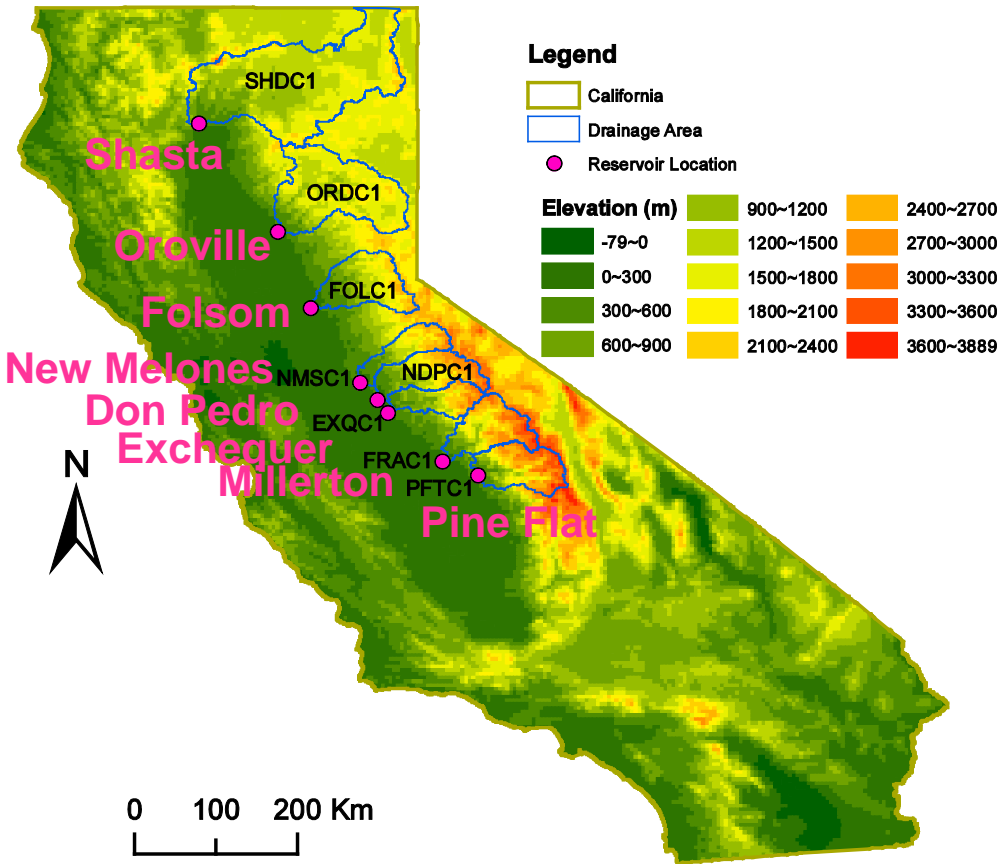 Legend
California
Drainage Area
Reservoir Location
Elevation (m)
-79~0
0~300
300~600
600~900
900~1200
1200~1500
1500~1800
1800~2100
2100~2400
2400~2700
2700~3000
3000~3300
3300~3600
3600~3889
SHDC1
Shasta
ORDC1
Oroville
FOLC1
Folsom
New Melones
NMSC1
NDPC1
Don Pedro
EXQC1
Exchequer
FRAC1
Millerton
PFTC1
Pine Flat
N
0 100 200 Km